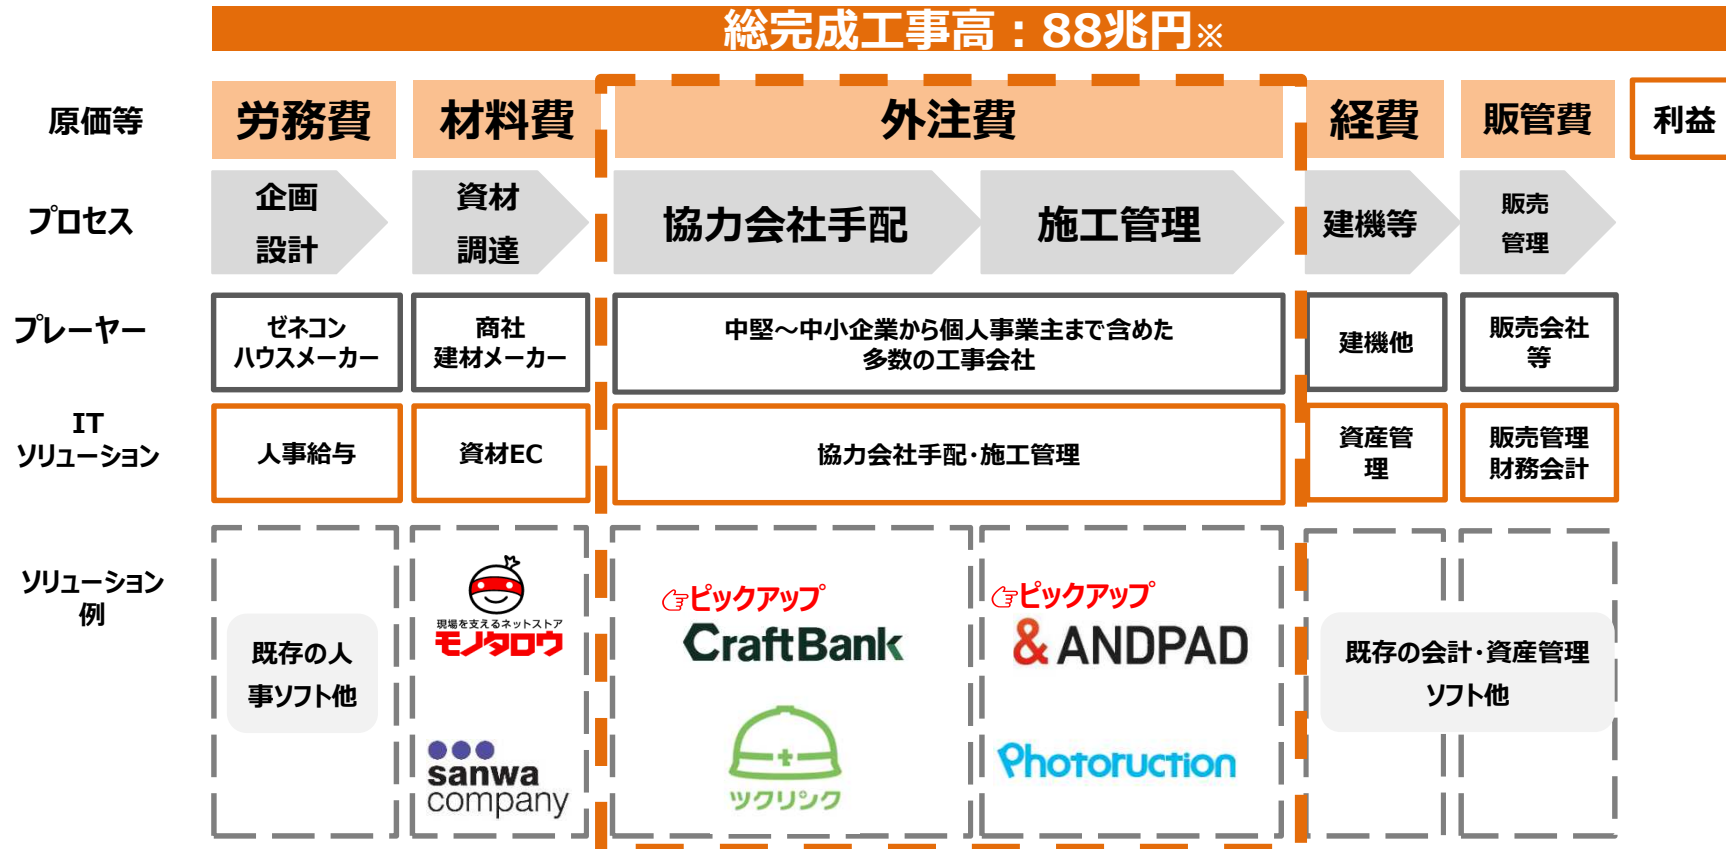 総完成工事高：88兆円※
原価等
労務費
材料費
外注費
経費
販管費
利益
プロセス
企画
設計
資材
調達
協力会社手配
施工管理
建機等
販売
管理
プレーヤー
ゼネコン
ハウスメーカー
商社
建材メーカー
中堅～中小企業から個人事業主まで含めた
多数の工事会社
建機他
販売会社
等
IT
ソリューション
人事給与
資材EC
協力会社手配･施工管理
資産管
理
販売管理
財務会計
ソリューション
例
既存の人
事ソフト他
現場を支えるネットストア
モノタロウ
sanwa
company
☞ピックアップ
CraftBank
ツクリンク
☞ピックアップ
& ANDPAD
Photoruction
既存の会計･資産管理
ソフト他